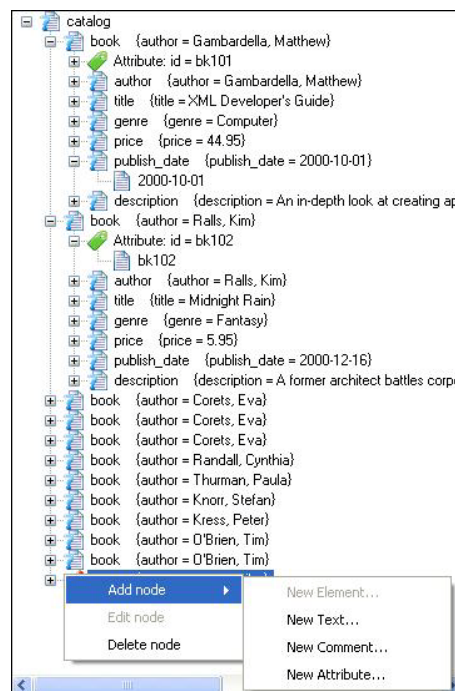 catalog
book {author = Gambardella, Matthew}
Attribute: id = bk101
author {author = Gambardella, Matthew}
title {title = XML Developer's Guide}
genre {genre = Computer}
price {price = 44.95}
publish_date {publish_date = 2000-10-01}
2000-10-01
description {description = An in-depth look at creating ap
book {author = Ralls, Kim}
Attribute: id = bk102
bk102
author {author = Ralls, Kim}
title {title = Midnight Rain}
genre {genre = Fantasy}
price {price = 5.95}
publish_date {publish_date = 2000-12-16}
description {description = A former architect battles corpo
book {author = Corets, Eva}
book {author = Corets, Eva}
book {author = Corets, Eva}
book {author = Randall, Cynthia}
book {author = Thurman, Paula}
book {author = Knorr, Stefan}
book {author = Kress, Peter}
book {author = O'Brien, Tim}
book {author = O'Brien, Tim}
Add node
Edit node
Delete node
New Element...
New Text...
New Comment...
New Attribute...